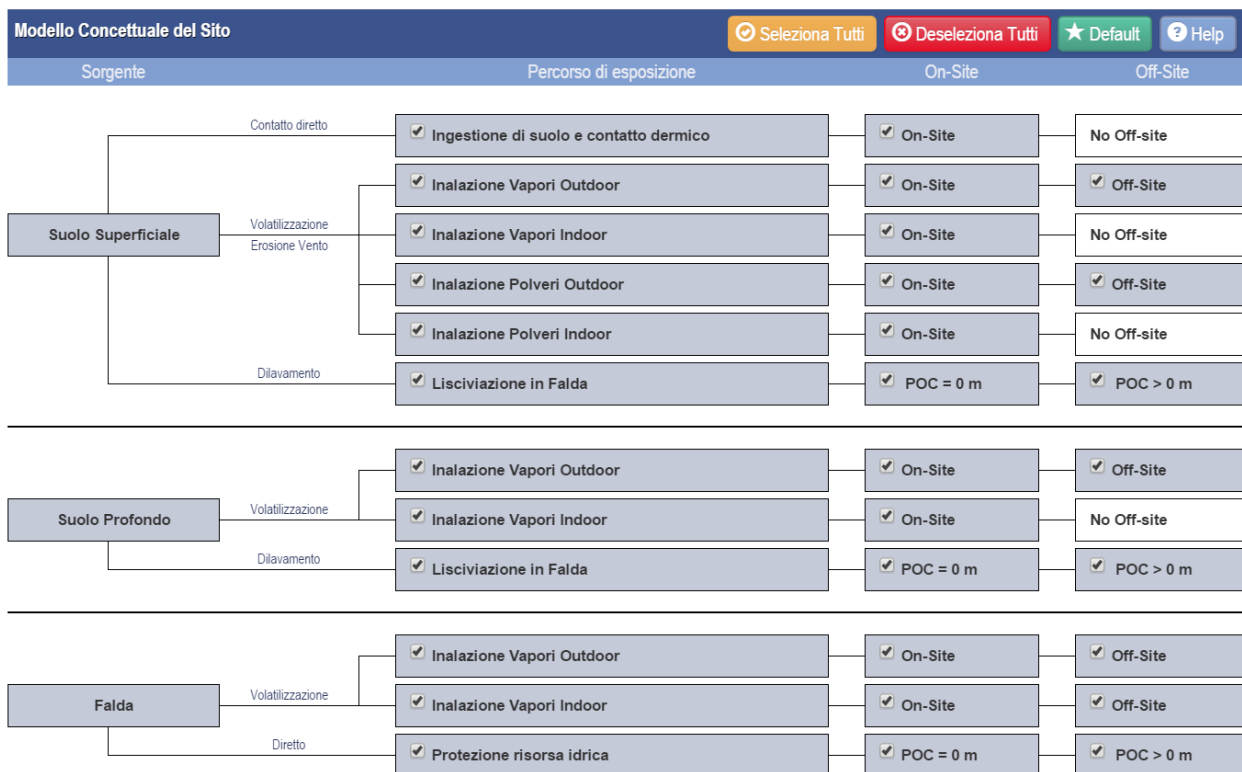 Modello Concettuale del Sito
Seleziona Tutti
Deseleziona Tutti
Default
Help
Sorgente Percorso di esposizione On-Site Off-Site
Contatto diretto
Ingestione di suolo e contatto dermico On-Site No Off-site
Inalazione Vapori Outdoor On-Site Off-Site
Suolo Superficiale
Volatilizzazione
Erosione Vento
Inalazione Vapori Indoor On-Site No Off-site
Inalazione Polveri Outdoor On-Site Off-Site
Inalazione Polveri Indoor On-Site No Off-site
Dilavamento
Lisciviazione in Falda POC = 0 m POC > 0 m
Inalazione Vapori Outdoor On-Site Off-Site
Suolo Profondo
Volatilizzazione
Inalazione Vapori Indoor On-Site No Off-site
Dilavamento
Lisciviazione in Falda POC = 0 m POC > 0 m
Inalazione Vapori Outdoor On-Site Off-Site
Falda
Volatilizzazione
Inalazione Vapori Indoor On-Site Off-Site
Diretto
Protezione risorsa idrica POC = 0 m POC > 0 m